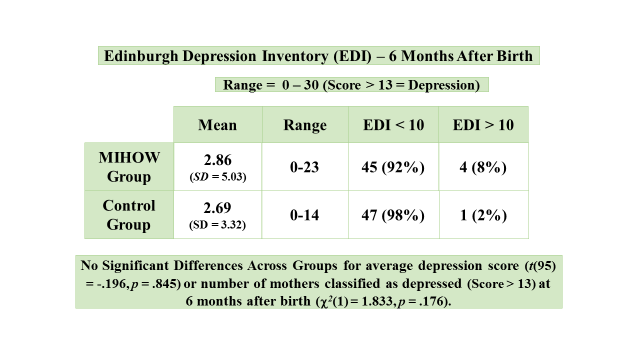 Edinburgh Depression Inventory (EDI) – 6 Months After Birth
Range = 0 – 30 (Score > 13 = Depression)
Mean Range EDI < 10 EDI > 10
MIHOW Group 2.86 (SD = 5.03) 0-23 45 (92%) 4 (8%)
Control Group 2.69 (SD = 3.32) 0-14 47 (98%) 1 (2%)
No Significant Differences Across Groups for average depression score (t(95)
= -.196, p = .845) or number of mothers classified as depressed (Score > 13) at
6 months after birth (χ²(1) = 1.833, p = .176).